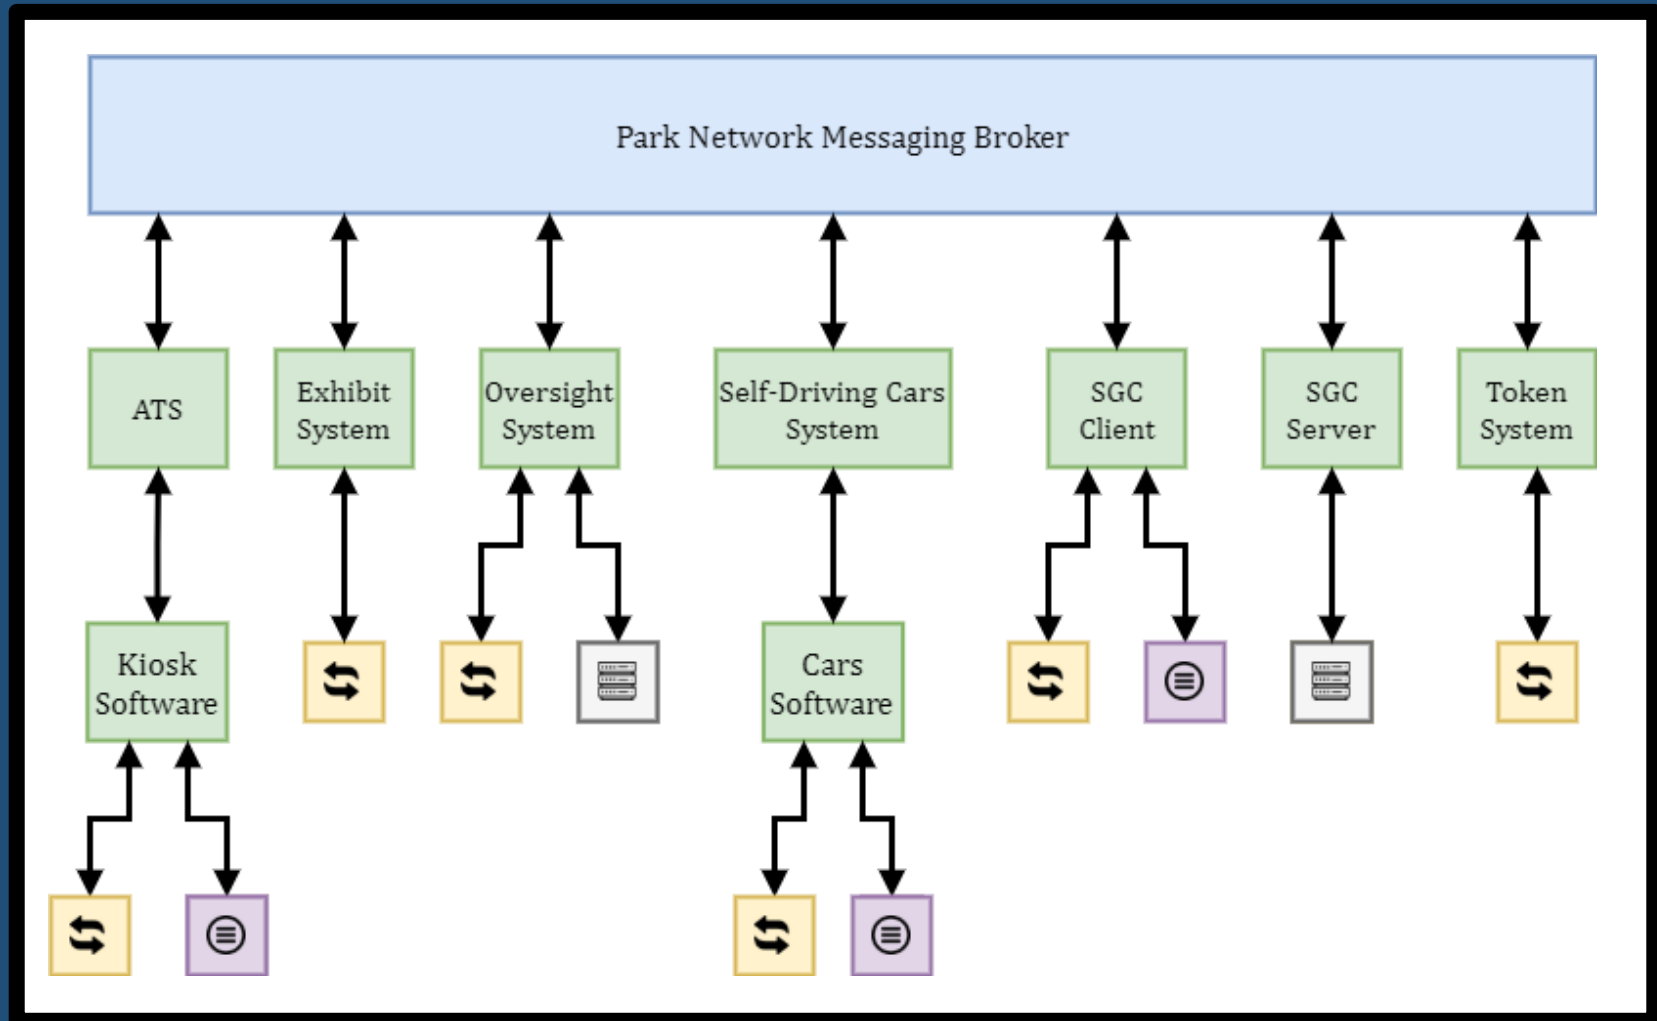 Park Network Messaging Broker
ATS
Exhibit
System
Oversight
System
Self-Driving Cars
System
SGC
Client
SGC
Server
Token
System
Kiosk
Software
Cars
Software